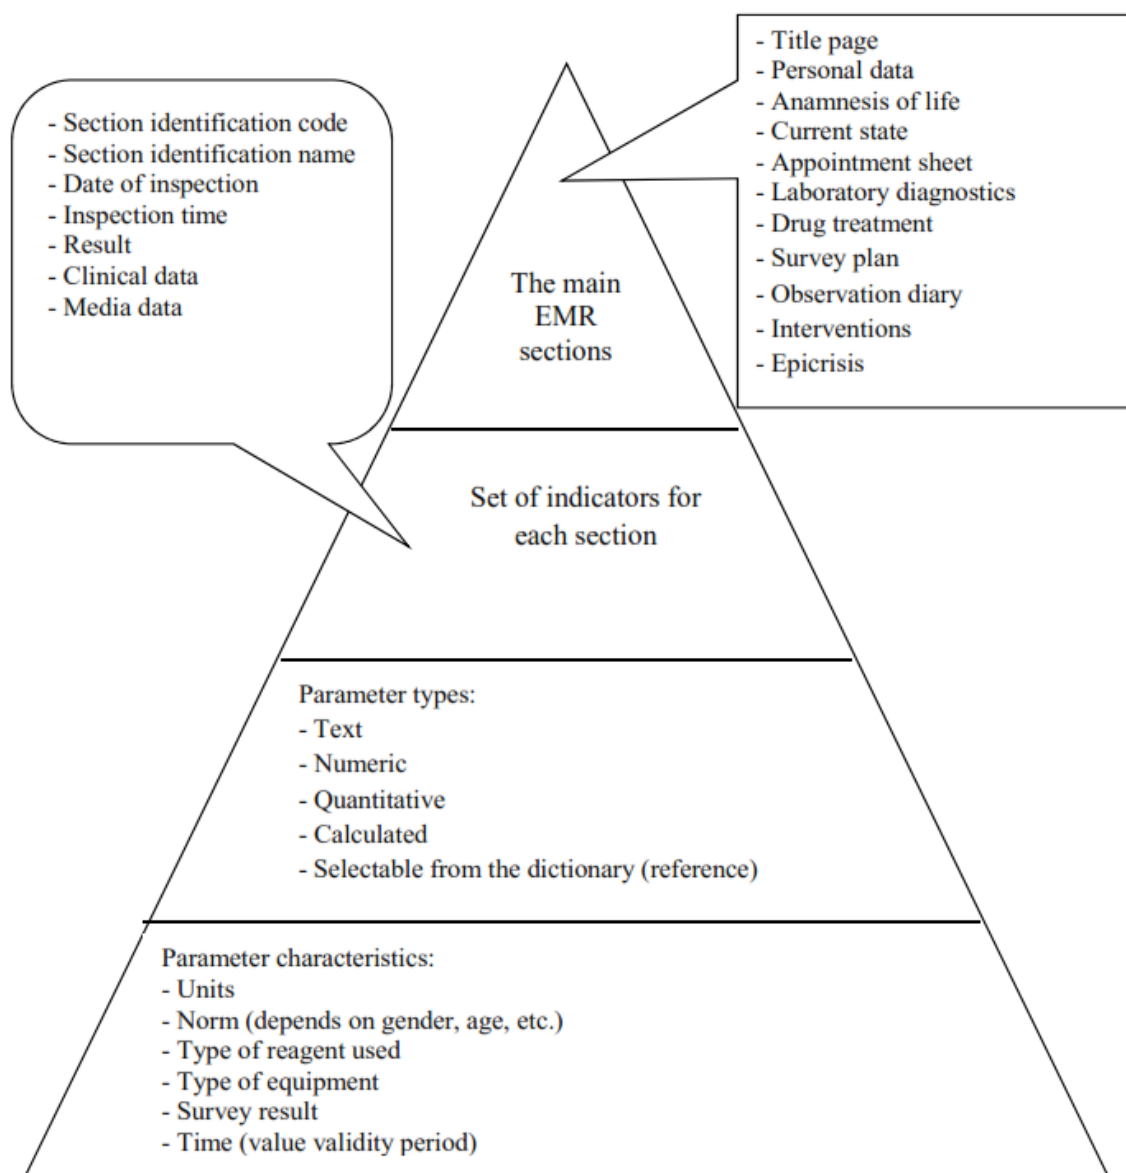 - Title page
- Personal data
- Anamnesis of life
- Current state
- Appointment sheet
- Laboratory diagnostics
- Drug treatment
- Survey plan
- Observation diary
- Interventions
- Epicrisis
- Section identification code
- Section identification name
- Date of inspection
- Inspection time
- Result
- Clinical data
- Media data
The main
EMR
sections
Set of indicators for
each section
Parameter types:
- Text
- Numeric
- Quantitative
- Calculated
- Selectable from the dictionary (reference)
Parameter characteristics:
- Units
- Norm (depends on gender, age, etc.)
- Type of reagent used
- Type of equipment
- Survey result
- Time (value validity period)